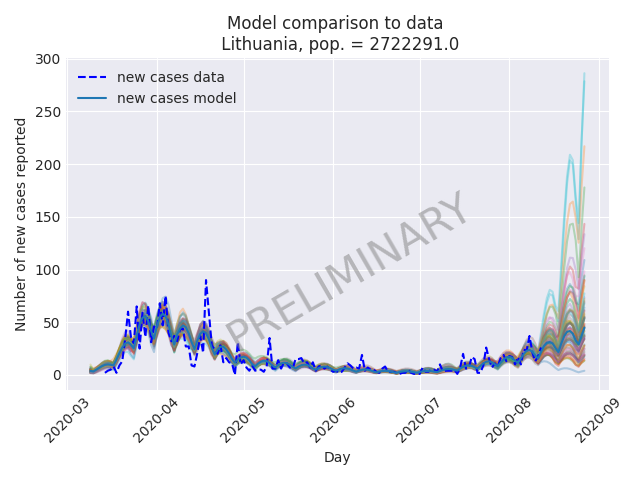 Model comparison to data
Lithuania, pop. = 2722291.0
Number of new cases reported
300
250
200
150
100
50
0
new cases data
new cases model
PRELIMINARY
2020-03
2020-04
2020-05
2020-06
2020-07
2020-08
2020-09
Day